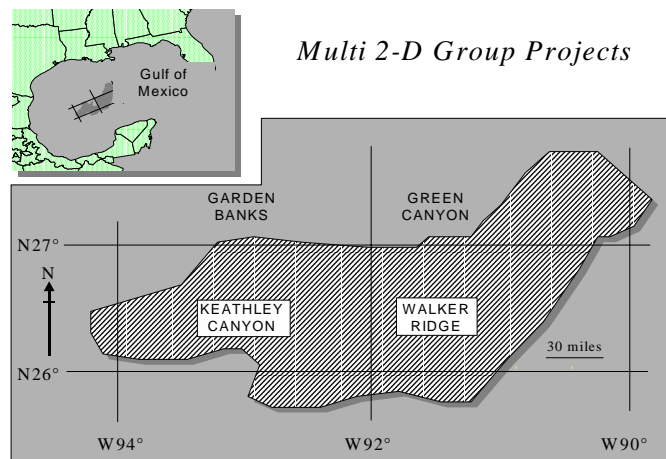 Multi 2-D Group Projects
Gulf of
Mexico
GARDEN
BANKS
GREEN
CANYON
N27°
N
KEATHLEY
CANYON
WALKER
RIDGE
30 miles
N26°
W94°
W92°
W90°